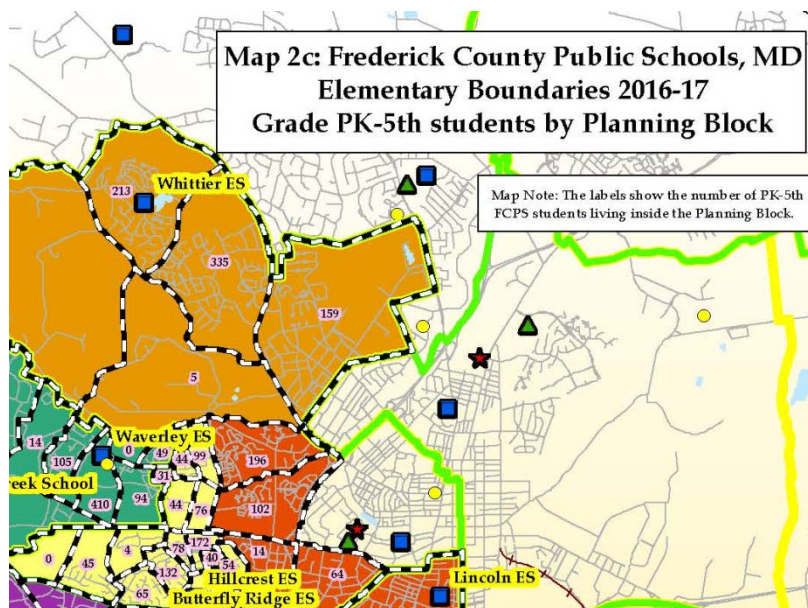 Map 2c: Frederick County Public Schools, MD
Elementary Boundaries 2016-17
Grade PK-5th students by Planning Block
Map Note: The labels show the number of PK-5th
FCPS students living inside the Planning Block.
Whittier ES
213
335
159
5
Waverley ES
14
0
49
44
99
196
105
31
reek School
410
94
44
76
102
0
45
4
78
172
40
54
14
64
132
65
Hillcrest ES
Lincoln ES
Butterfly Ridge ES